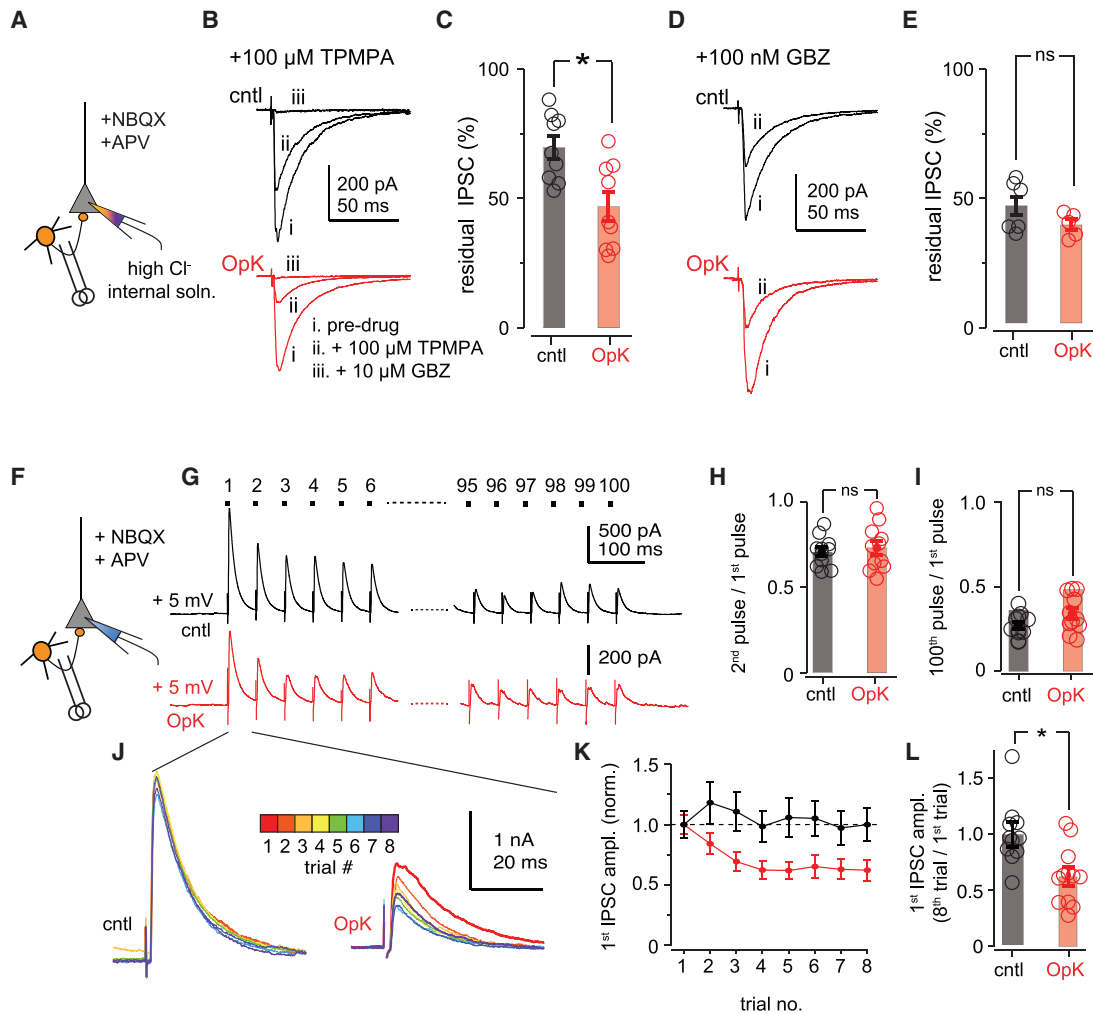 A
+NBQX
+APV
high Cl-
internal soln.
B
+100 µM TPMPA
cntl
iii
ii
i
200 pA
50 ms
OpK
iii
ii
i
i. pre-drug
ii. + 100 µM TPMPA
iii. + 10 µM GBZ
C
residual IPSC (%)
100
50
0
*
cntl
OpK
D
+100 nM GBZ
cntl
ii
i
200 pA
50 ms
OpK
ii
i
E
residual IPSC (%)
100
50
0
ns
cntl
OpK
F
+ NBQX
+ APV
G
1 2 3 4 5 6 95 96 97 98 99 100
500 pA
100 ms
+ 5 mV
cntl
200 pA
+ 5 mV
OpK
H
2nd pulse / 1st pulse
1.0
0.5
0
ns
cntl
OpK
I
100th pulse / 1st pulse
1.0
0.5
0
ns
cntl
OpK
J
cntl
1 2 3 4 5 6 7 8
trial #
1 nA
20 ms
OpK
K
1st IPSC ampl. (norm.)
1.5
1.0
0.5
0
1 2 3 4 5 6 7 8
trial no.
L
1st IPSC ampl.
(8th trial / 1st trial)
1.5
1.0
0.5
0
*
cntl
OpK